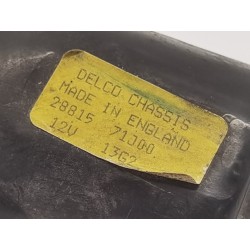 DELCO CHASSIS
MADE IN ENGLAND
28815 71J00
12V 13G2